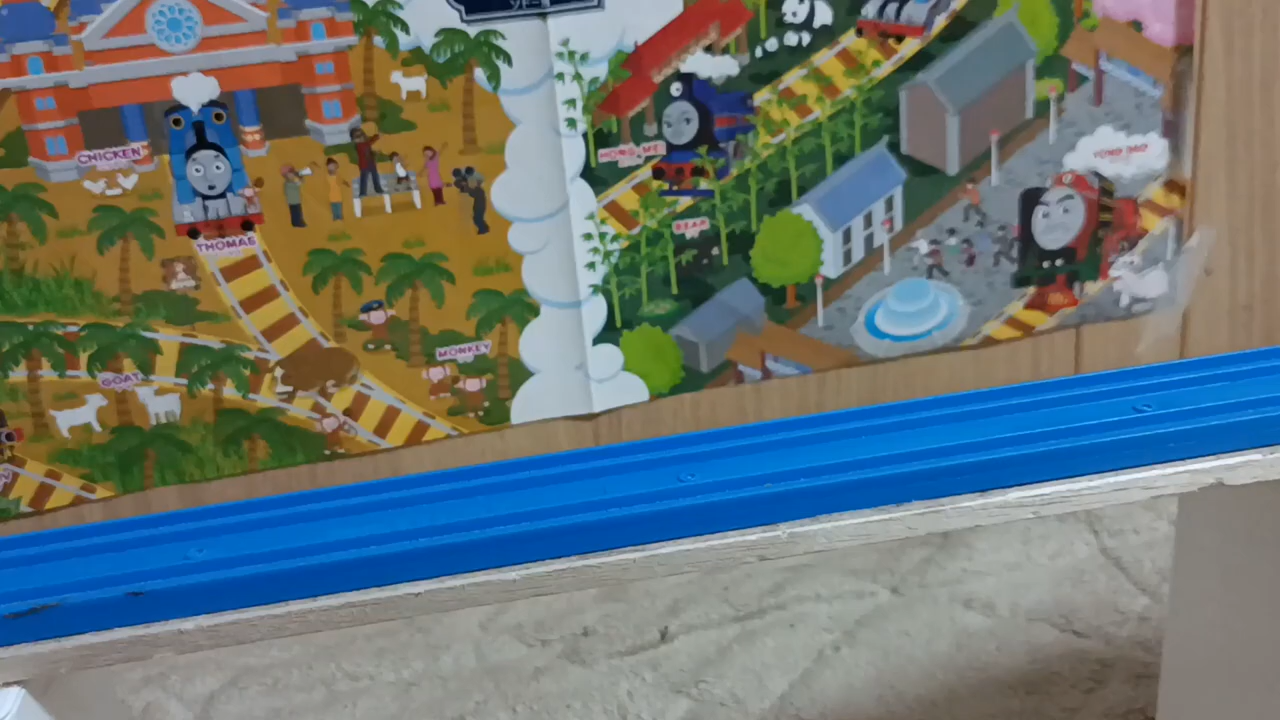 CHICKEN
THOMAS
HONG-MEI
YONG BAO
BEAR
MONKEY
GOAT